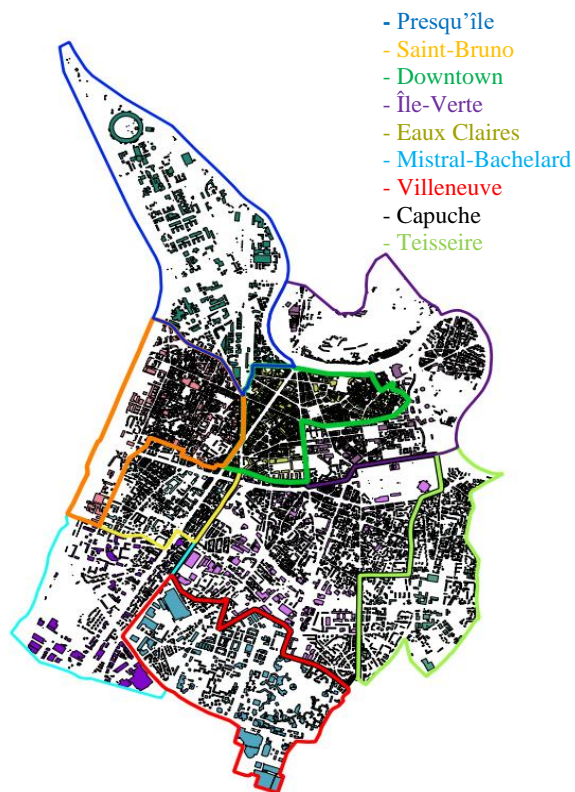 - Presqu’île
- Saint-Bruno
- Downtown
- Île-Verte
- Eaux Claires
- Mistral-Bachelard
- Villeneuve
- Capuche
- Teisseire